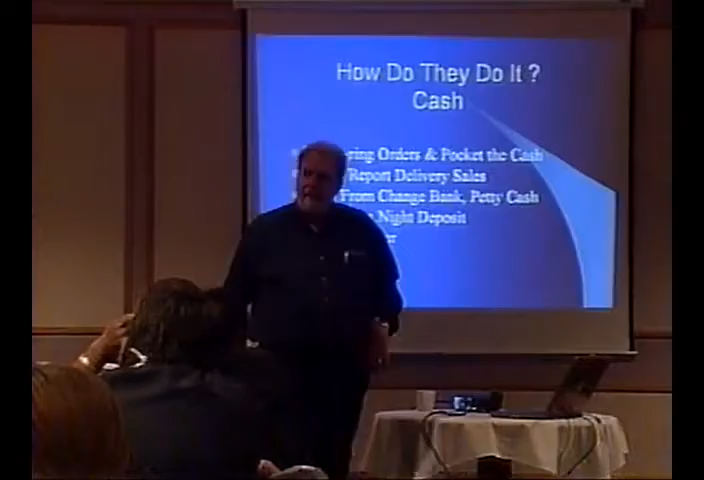 How Do They Do It ?
Cash
ring Orders & Pocket the Cash
/Report Delivery Sales
From Change Bank, Petty Cash
Night Deposit